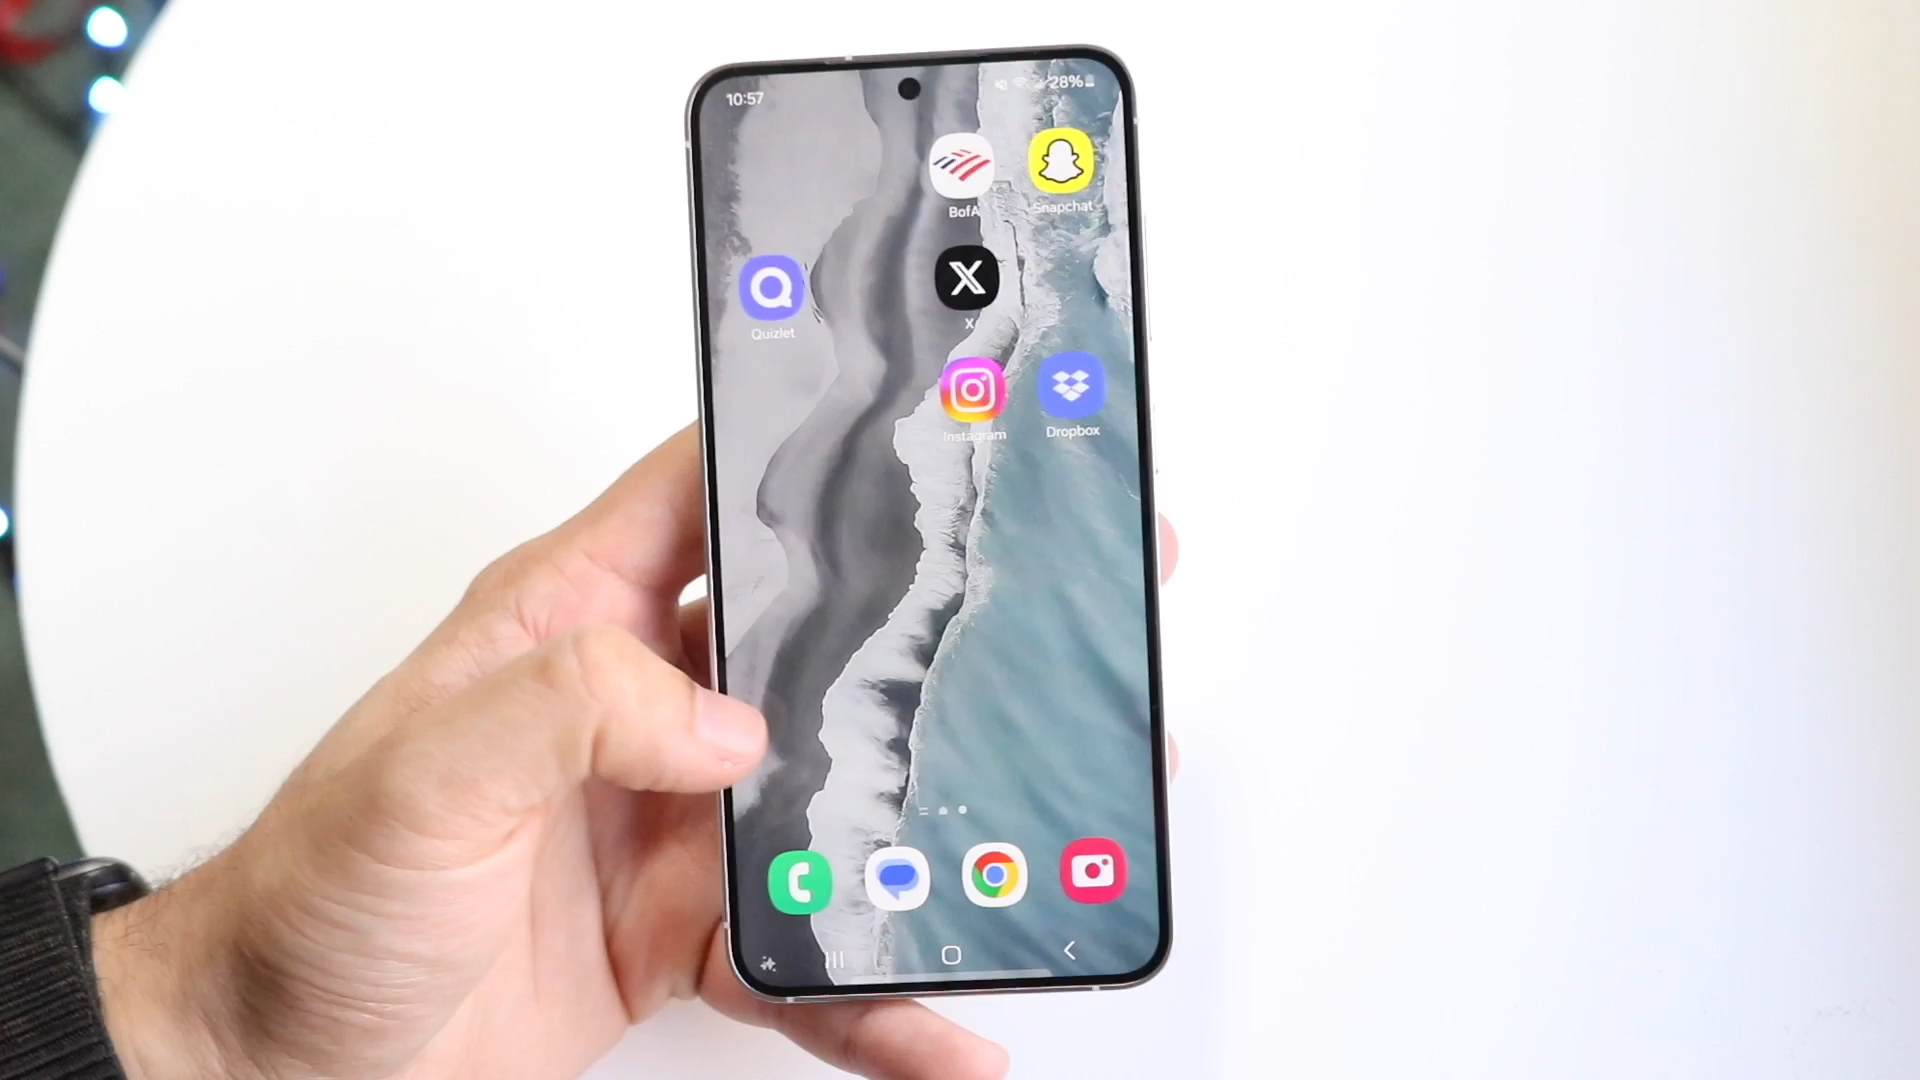 10:57
28%
BofA
Snapchat
Quizlet
X
Instagram
Dropbox